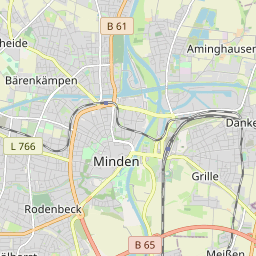 B 61
heide
Aminghausen
Bärenkämpen
Danke
L 766
Minden
Grille
Rodenbeck
B 65
Meißen